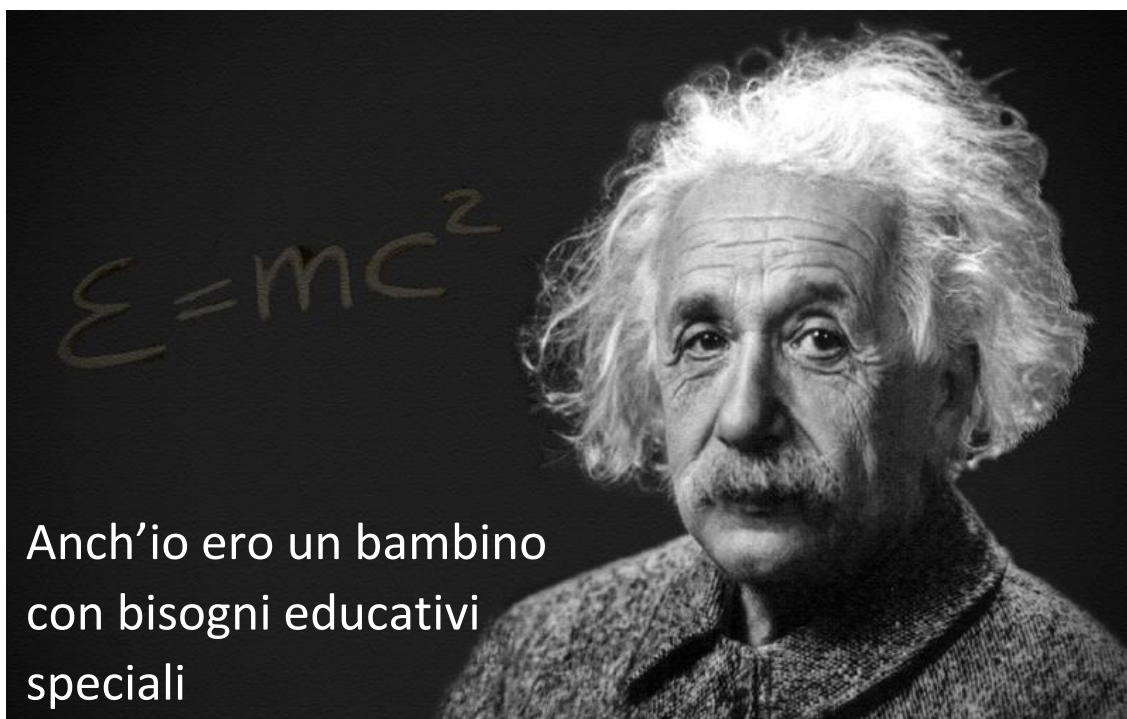 Ɛ=mc²
Anch’io ero un bambino
con bisogni educativi
speciali